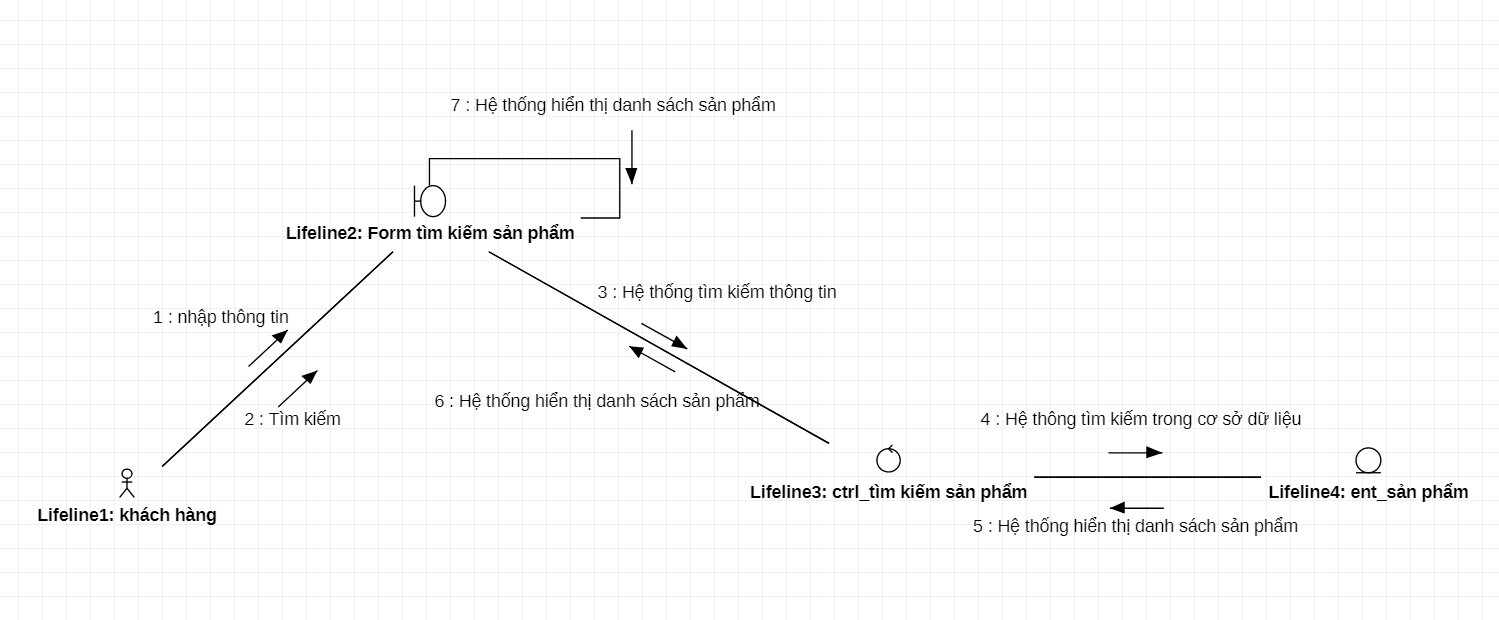 7 : Hệ thống hiển thị danh sách sản phẩm
Lifeline2: Form tìm kiếm sản phẩm
3 : Hệ thống tìm kiếm thông tin
1 : nhập thông tin
6 : Hệ thống hiển thị danh sách sản phẩm
2 : Tìm kiếm
4 : Hệ thông tìm kiếm trong cơ sở dữ liệu
Lifeline3: ctrl_tìm kiếm sản phẩm
Lifeline4: ent_sản phẩm
Lifeline1: khách hàng
5 : Hệ thống hiển thị danh sách sản phẩm